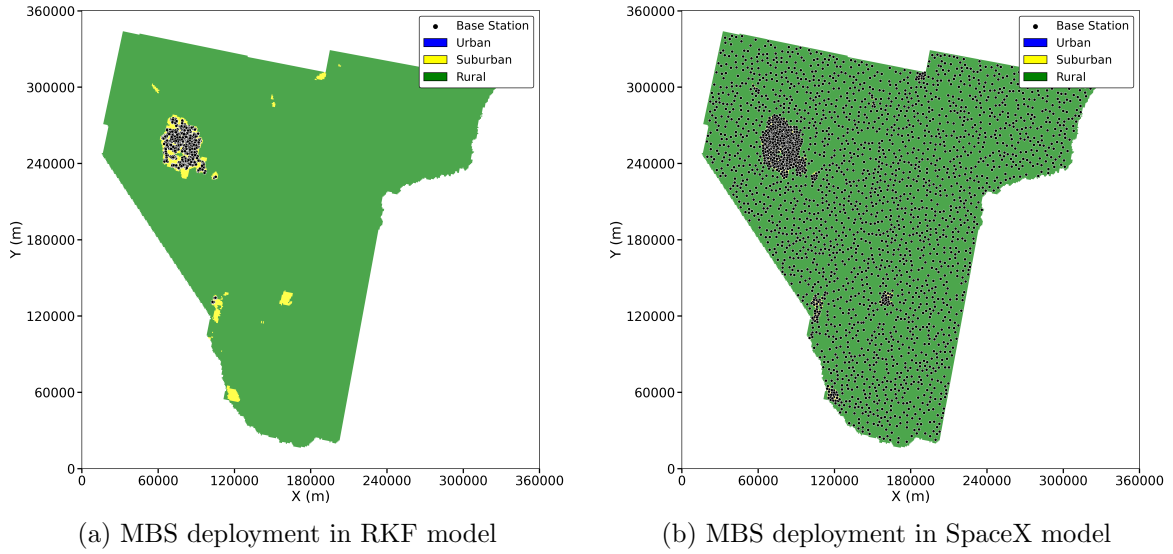 360000
300000
240000
180000
120000
60000
0
Y (m)
0 60000 120000 180000 240000 300000 360000
X (m)
Base Station
Urban
Suburban
Rural
(a) MBS deployment in RKF model
360000
300000
240000
180000
120000
60000
0
Y (m)
0 60000 120000 180000 240000 300000 360000
X (m)
Base Station
Urban
Suburban
Rural
(b) MBS deployment in SpaceX model